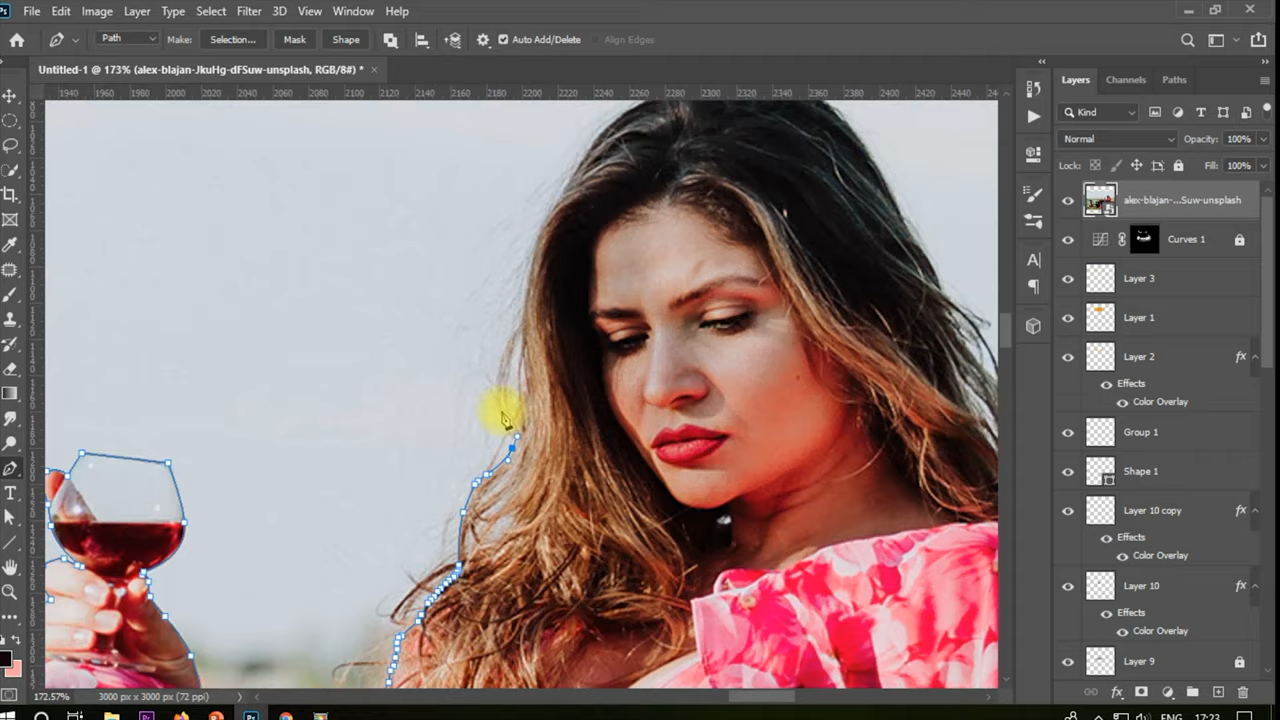 Ps File Edit Image Layer Type Select Filter 3D View Window Help
Path Make: Selection... Mask Shape Auto Add/Delete Align Edges
Untitled-1 @ 173% (alex-blajan-JkuHg-dFSuw-unsplash, RGB/8#) * ×
Layers Channels Paths
1940 1960 1980 2000 2020 2040 2060 2080 2100 2120 2140 2160 2180 2200 2220 2240 2260 2280 2300 2320 2340 2360 2380 2400 2420 2440
Kind
Normal Opacity: 100%
Lock: Fill: 100%
alex-blajan-...Suw-unsplash
Curves 1
Layer 3
Layer 1
Layer 2 fx
Effects
Color Overlay
Group 1
Shape 1
Layer 10 copy fx
Effects
Color Overlay
Layer 10 fx
Effects
Color Overlay
Layer 9
172.57% 3000 px x 3000 px (72 ppi)
ENG 17:23